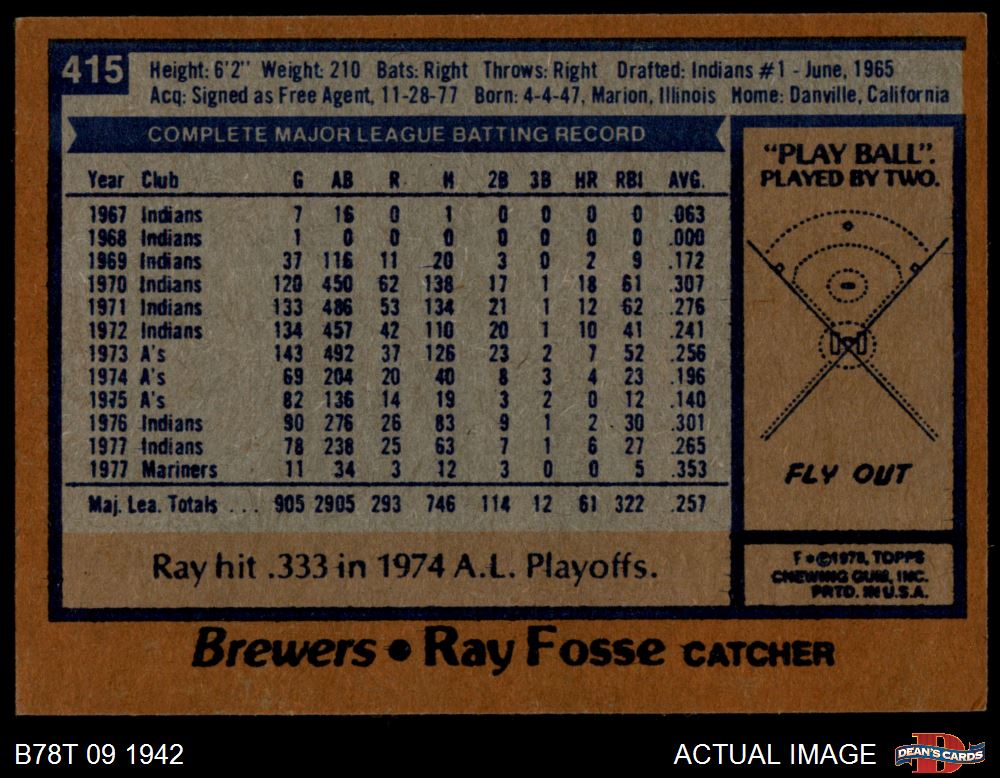 415
Height: 6'2" Weight: 210 Bats: Right Throws: Right Drafted: Indians #1 - June, 1965
Acq: Signed as Free Agent, 11-28-77 Born: 4-4-47, Marion, Illinois Home: Danville, California
COMPLETE MAJOR LEAGUE BATTING RECORD
Year Club G AB R H 2B 3B HR RBI AVG.
1967 Indians 7 16 0 1 0 0 0 0 .063
1968 Indians 1 0 0 0 0 0 0 0 .000
1969 Indians 37 116 11 20 3 0 2 9 .172
1970 Indians 120 450 62 138 17 1 18 61 .307
1971 Indians 133 486 53 134 21 1 12 62 .276
1972 Indians 134 457 42 110 20 1 10 41 .241
1973 A's 143 492 37 126 23 2 7 52 .256
1974 A's 69 204 20 40 8 3 4 23 .196
1975 A's 82 136 14 19 3 2 0 12 .140
1976 Indians 90 276 26 83 9 1 2 30 .301
1977 Indians 78 238 25 63 7 1 6 27 .265
1977 Mariners 11 34 3 12 3 0 0 5 .353
Maj. Lea. Totals . . . 905 2905 293 746 114 12 61 322 .257
Ray hit .333 in 1974 A.L. Playoffs.
"PLAY BALL".
PLAYED BY TWO.
FLY OUT
F * ©1978, TOPPS
CHEWING GUM, INC.
PRTD. IN U.S.A.
Brewers • Ray Fosse CATCHER
B78T 09 1942
ACTUAL IMAGE
DEAN'S CARDS